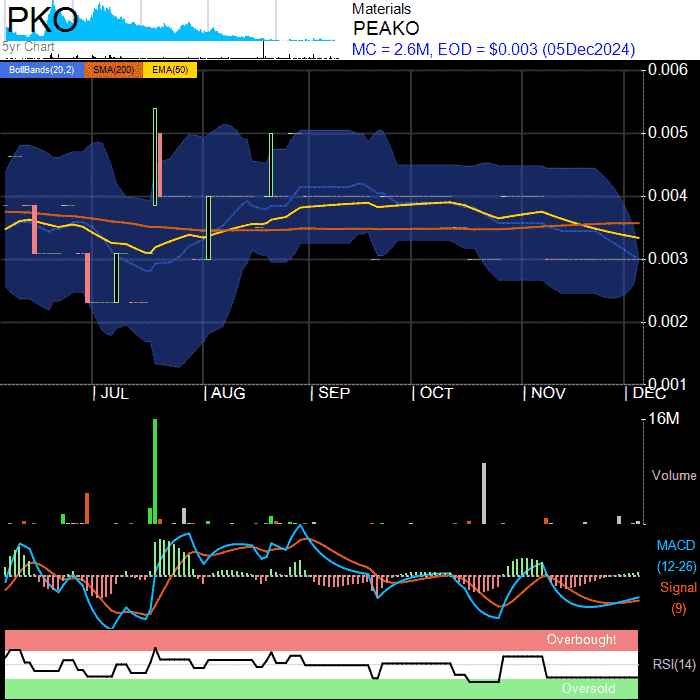 PKO
5yr Chart
Materials
PEAKO
MC = 2.6M, EOD = $0.003 (05Dec2024)
BollBands(20,2) SMA(200) EMA(50)
0.006
0.005
0.004
0.003
0.002
0.001
JUL AUG SEP OCT NOV DEC
16M
Volume
MACD
(12-26)
Signal
(9)
Overbought
RSI(14)
Oversold